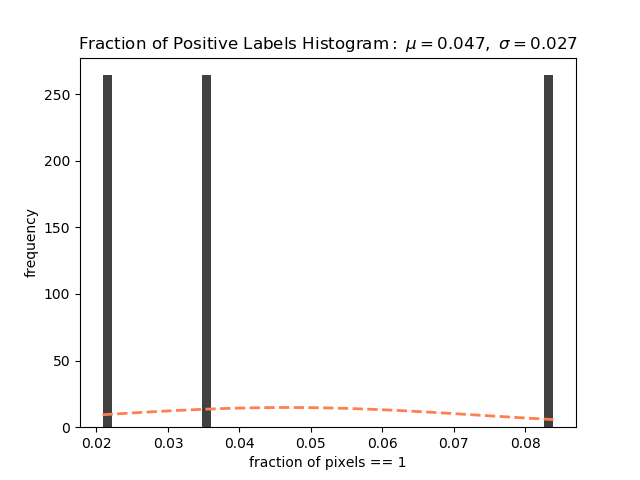 Fraction of Positive Labels Histogram: μ = 0.047, σ = 0.027
frequency
250
200
150
100
50
0
0.02 0.03 0.04 0.05 0.06 0.07 0.08
fraction of pixels == 1